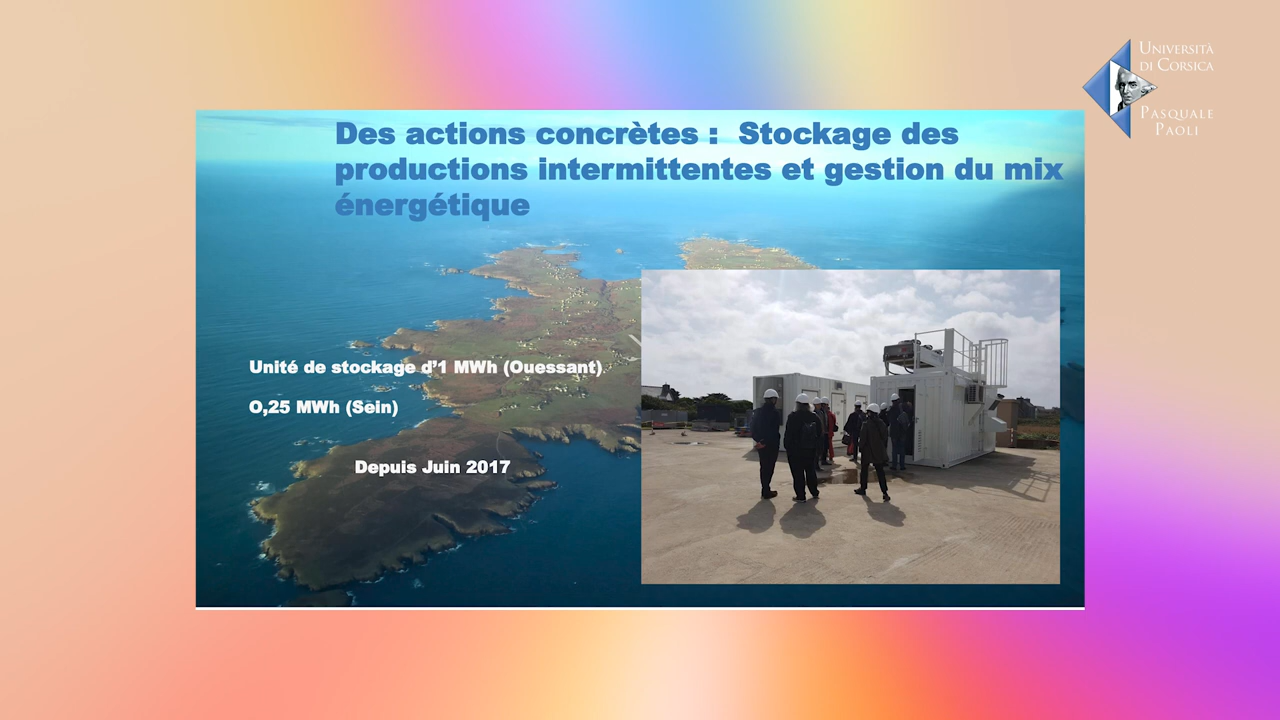 UNIVERSITÀ
DI CORSICA
PASQUALE
PAOLI
Des actions concrètes : Stockage des
productions intermittentes et gestion du mix
énergétique
Unité de stockage d'1 MWh (Ouessant)
O,25 MWh (Sein)
Depuis Juin 2017